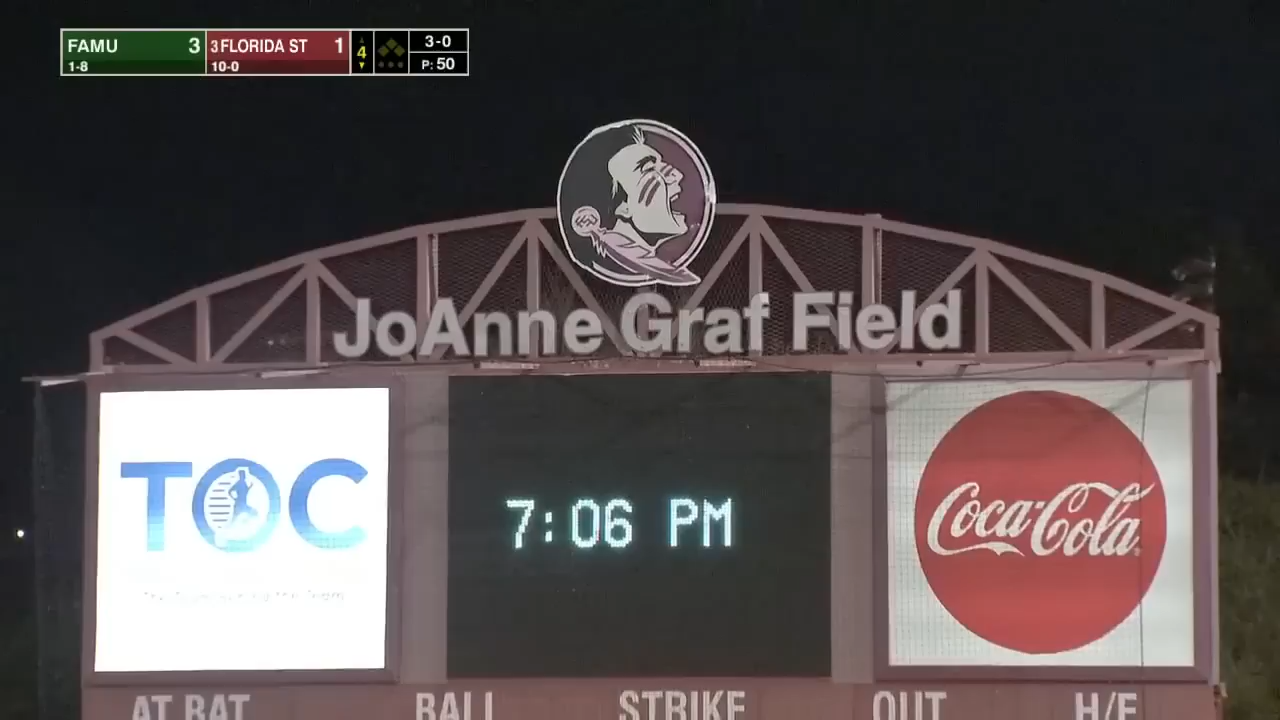 FAMU 3 3 FLORIDA ST 1 4 3-0
1-8 10-0 P: 50
JoAnne Graf Field
TOC
7:06 PM
Coca-Cola
AT BAT BALL STRIKE OUT H/E